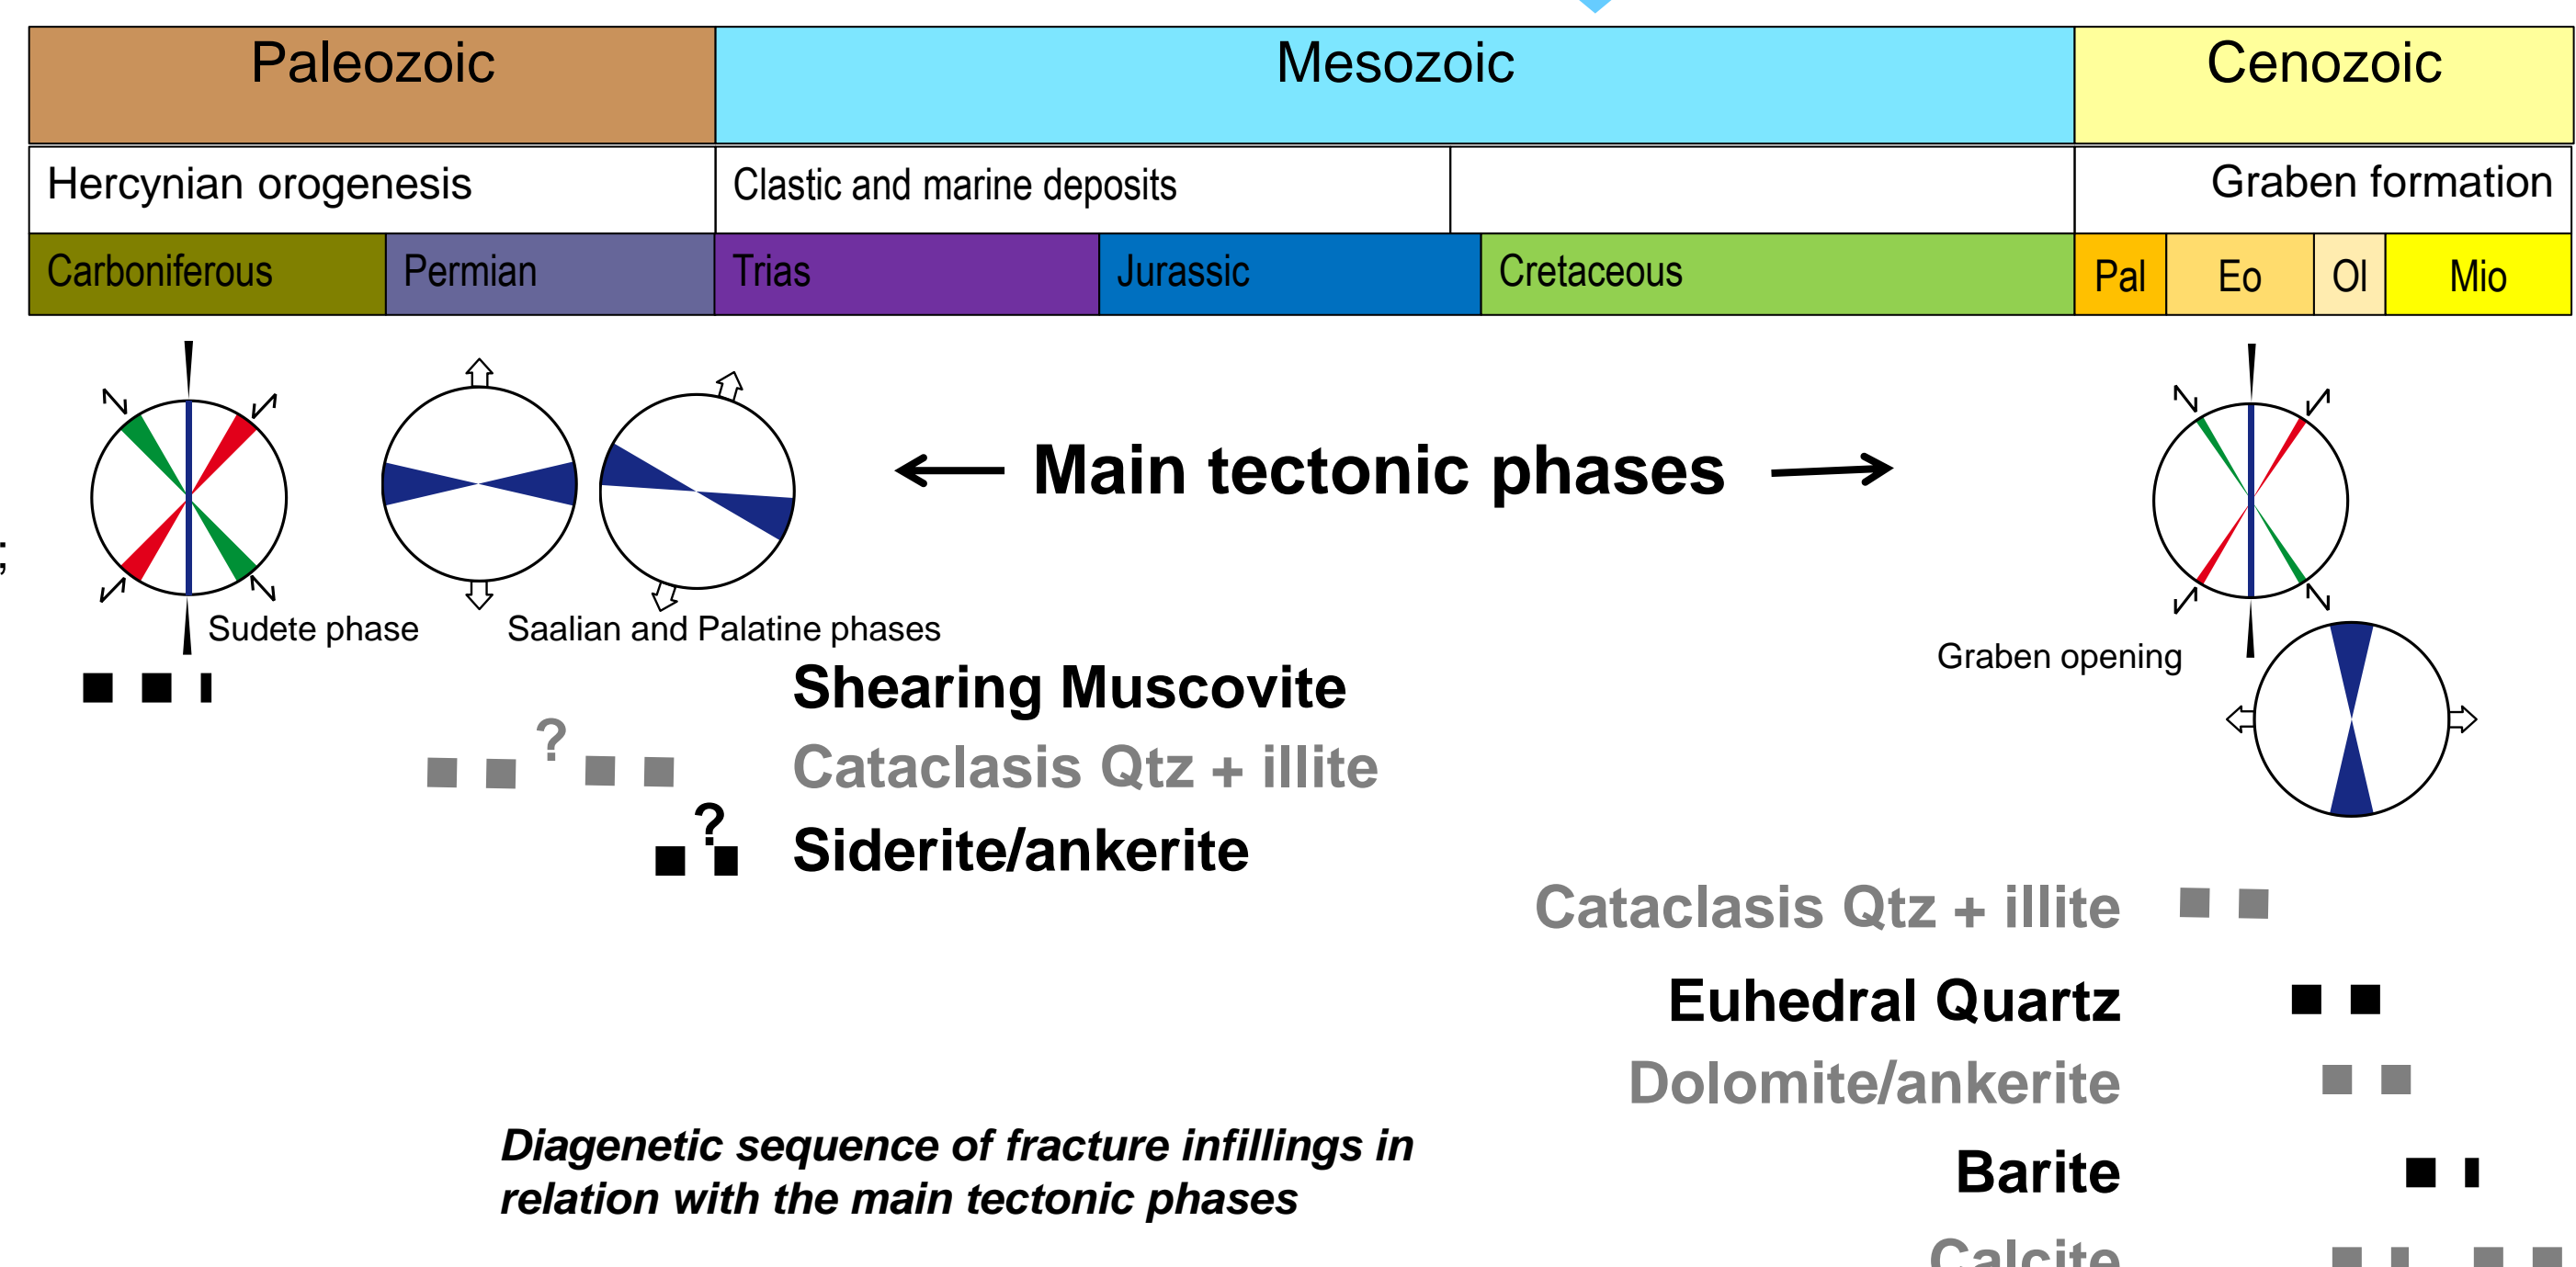 Paleozoic Mesozoic Cenozoic
Hercynian orogenesis Clastic and marine deposits Graben formation
Carboniferous Permian Trias Jurassic Cretaceous Pal Eo Ol Mio
← Main tectonic phases →
;
Sudete phase Saalian and Palatine phases
Graben opening
Shearing Muscovite
? Cataclasis Qtz + illite
? Siderite/ankerite
Cataclasis Qtz + illite
Euhedral Quartz
Dolomite/ankerite
Diagenetic sequence of fracture infillings in
relation with the main tectonic phases
Barite
Calcite